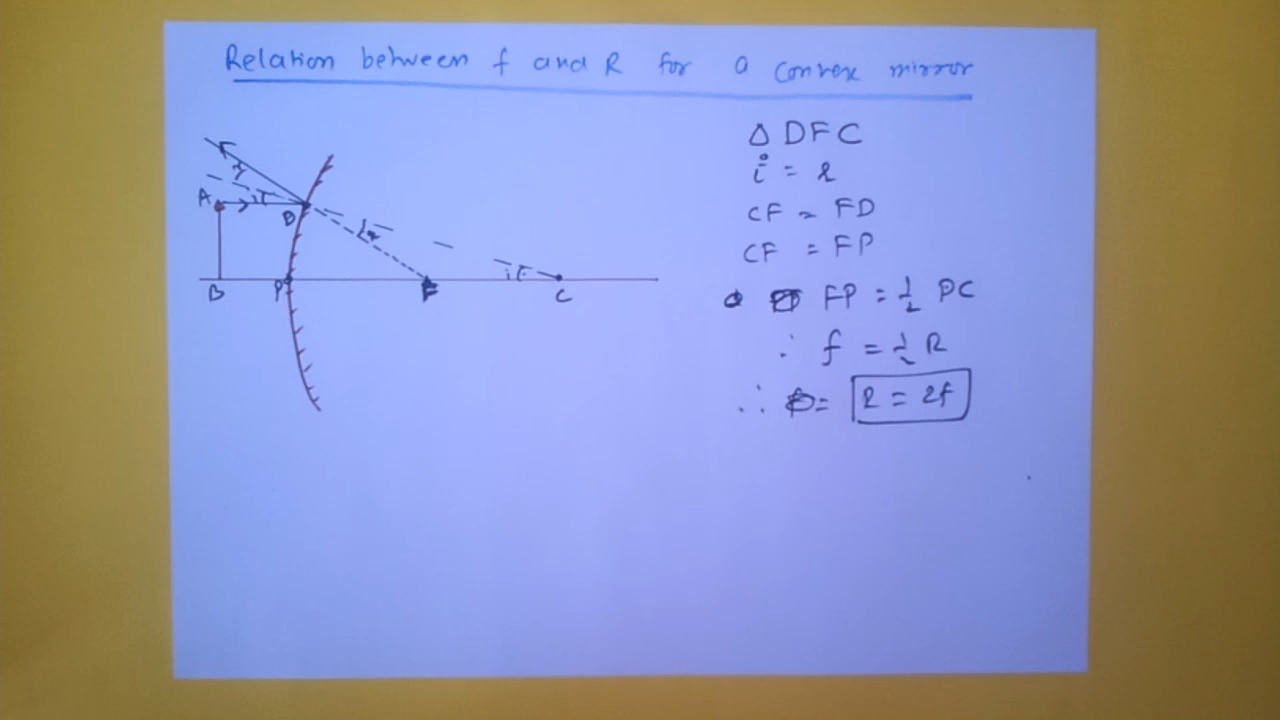 Relation between f and R for a convex mirror
Δ DFC
i = r
CF = FD
CF = FP
FP = 1/2 PC
∴ f = 1/2 R
∴ = R = 2f
r
A i D
r
i
B P F C